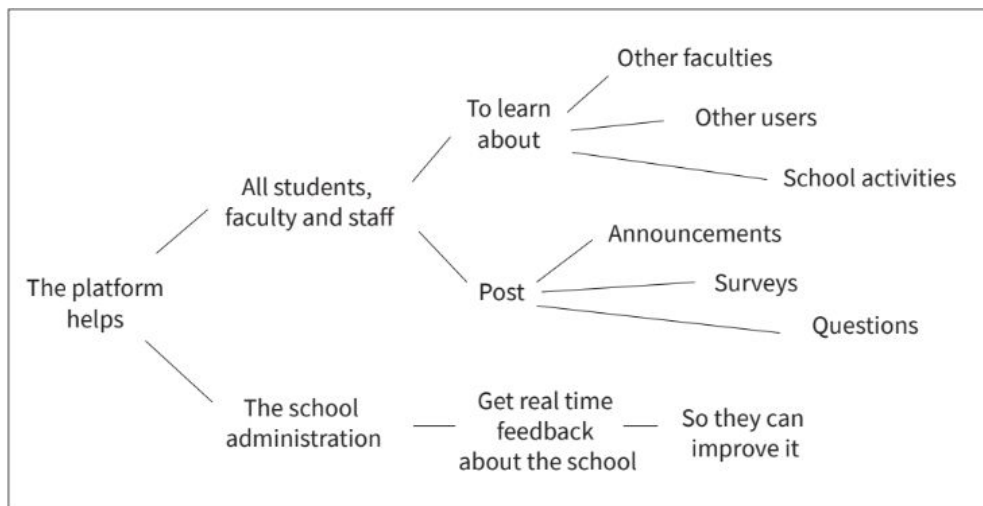 Other faculties
To learn
about
Other users
School activities
All students,
faculty and staff
Announcements
Post
Surveys
Questions
The platform
helps
The school
administration
Get real time
feedback
about the school
So they can
improve it